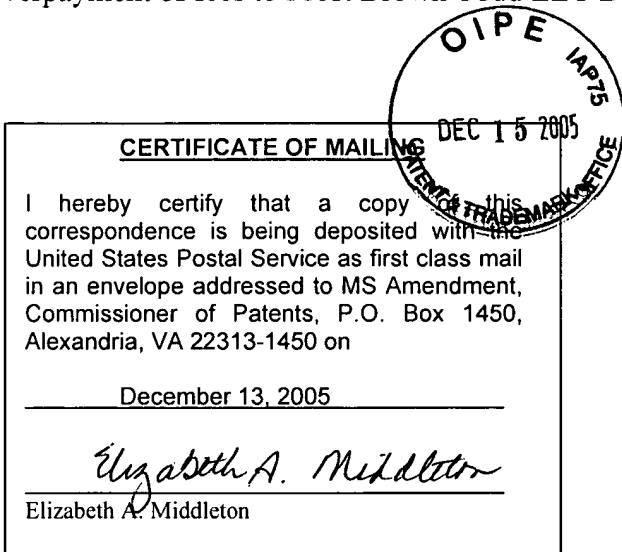 verpayment of fees to
OIPE
IAP75
DEC 15 2005
PATENT & TRADEMARK OFFICE
CERTIFICATE OF MAILING
I hereby certify that a copy of this
correspondence is being deposited with the
United States Postal Service as first class mail
in an envelope addressed to MS Amendment,
Commissioner of Patents, P.O. Box 1450,
Alexandria, VA 22313-1450 on
December 13, 2005
Elizabeth A. Middleton
Elizabeth A. Middleton